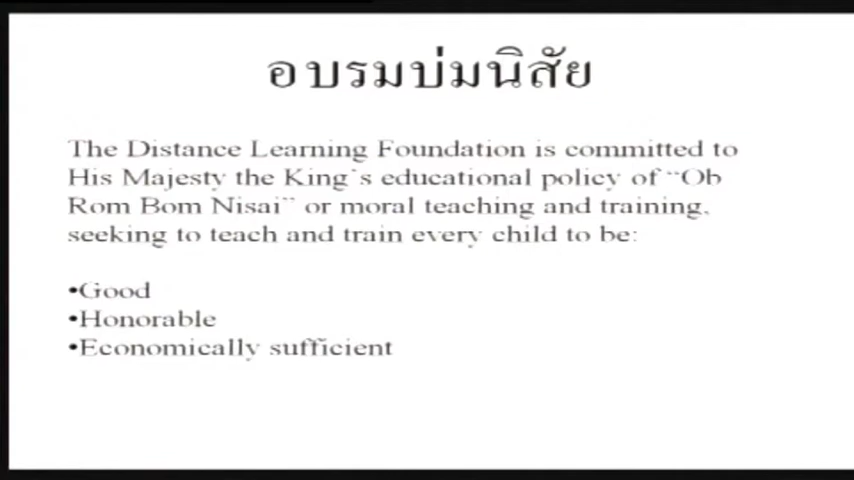 อบรมบ่มนิสัย
The Distance Learning Foundation is committed to
His Majesty the King's educational policy of "Ob
Rom Bom Nisai" or moral teaching and training,
seeking to teach and train every child to be:
•Good
•Honorable
•Economically sufficient